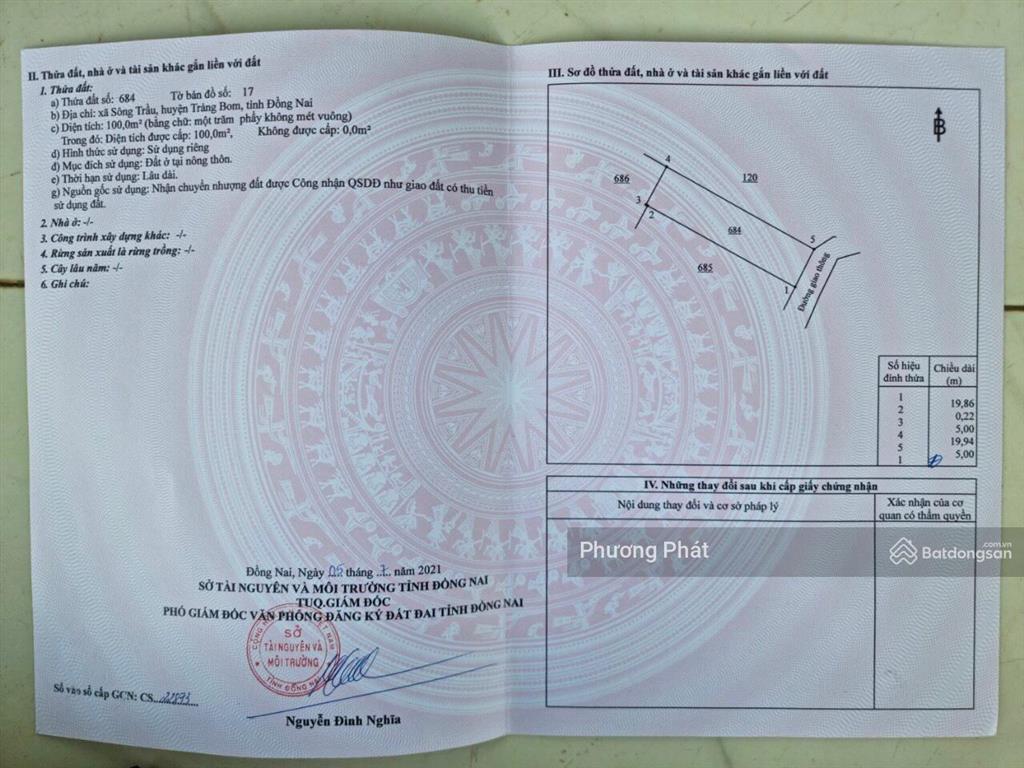 II. Thửa đất, nhà ở và tài sản khác gắn liền với đất
1. Thửa đất:
a) Thửa đất số: 684 Tờ bản đồ số: 17
b) Địa chỉ: xã Sông Trầu, huyện Trảng Bom, tỉnh Đồng Nai
c) Diện tích: 100,0m² (bằng chữ: một trăm phẩy không mét vuông)
Trong đó: Diện tích được cấp: 100,0m², Không được cấp: 0,0m²
d) Hình thức sử dụng: Sử dụng riêng
đ) Mục đích sử dụng: Đất ở tại nông thôn.
e) Thời hạn sử dụng: Lâu dài.
g) Nguồn gốc sử dụng: Nhận chuyển nhượng đất được Công nhận QSDĐ như giao đất có thu tiền
sử dụng đất.
2. Nhà ở: -/-
3. Công trình xây dựng khác: -/-
4. Rừng sản xuất là rừng trồng: -/-
5. Cây lâu năm: -/-
6. Ghi chú:
Đồng Nai, Ngày 05 tháng 7 năm 2021
SỞ TÀI NGUYÊN VÀ MÔI TRƯỜNG TỈNH ĐỒNG NAI
TUQ.GIÁM ĐỐC
PHÓ GIÁM ĐỐC VĂN PHÒNG ĐĂNG KÝ ĐẤT ĐAI TỈNH ĐỒNG NAI
SỞ
TÀI NGUYÊN VÀ
MÔI TRƯỜNG
TỈNH ĐỒNG NAI
Số vào sổ cấp GCN: CS
Nguyễn Đình Nghĩa
III. Sơ đồ thửa đất, nhà ở và tài sản khác gắn liền với đất
B
4
686
120
3
2
684
5
685
1
Đường giao thông
Số hiệu đỉnh thửa Chiều dài (m)
1
19,86
2
0,22
3
5,00
4
19,94
5
5,00
1
IV. Những thay đổi sau khi cấp giấy chứng nhận
Nội dung thay đổi và cơ sở pháp lý
Xác nhận của cơ
quan có thẩm quyền
Phương Phát
Batdongsan.com.vn